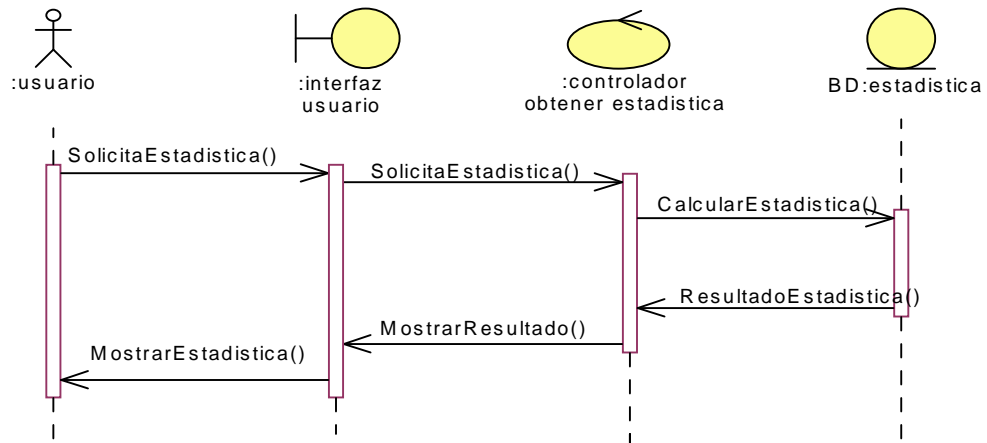 :usuario
:interfaz
usuario
:controlador
obtener estadistica
BD:estadistica
SolicitaEstadistica()
SolicitaEstadistica()
CalcularEstadistica()
ResultadoEstadistica()
MostrarResultado()
MostrarEstadistica()